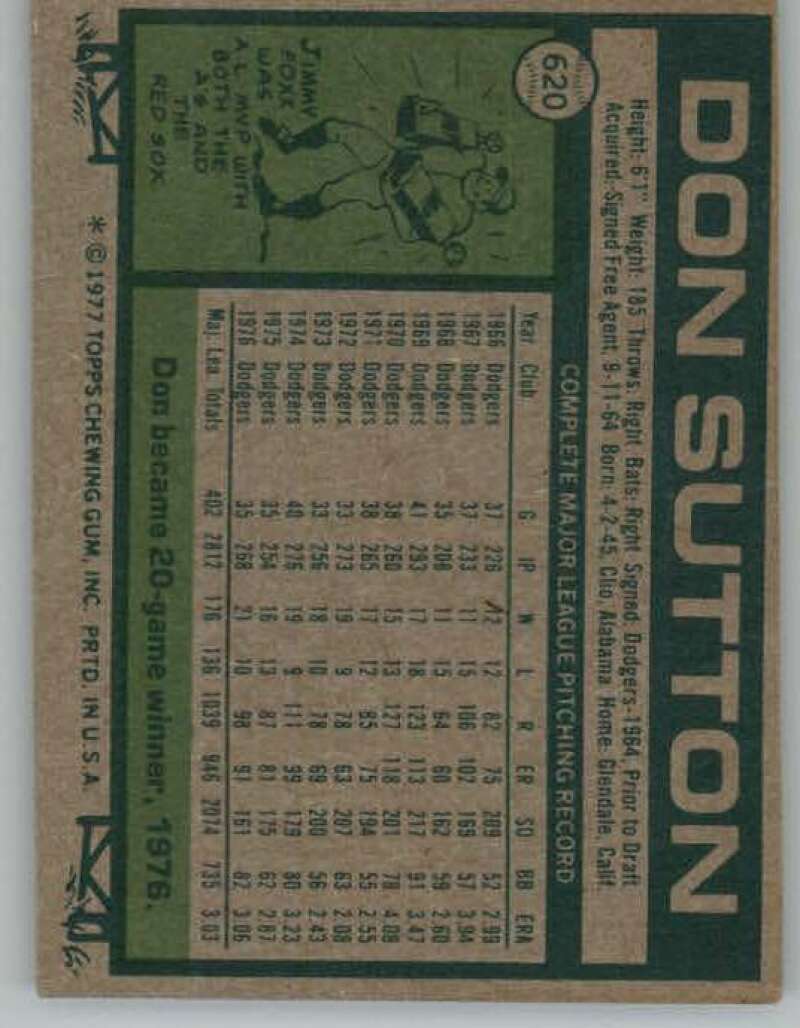 620
DON SUTTON
Height: 6'1" Weight: 185 Throws: Right Bats: Right Signed: Dodgers-1964, Prior to Draft
Acquired: Signed Free Agent, 9-11-64 Born: 4-2-45, Clio, Alabama Home: Glendale, Calif.
JIMMY
FOXX
WAS
A.L. MVP WITH
BOTH THE
A'S AND
THE
RED SOX.
COMPLETE MAJOR LEAGUE PITCHING RECORD
Year Club G IP W L R ER SO BB ERA
1966 Dodgers 37 226 12 12 82 75 209 52 2.99
1967 Dodgers 37 233 11 15 106 102 169 57 3.94
1968 Dodgers 35 208 11 15 64 60 162 59 2.60
1969 Dodgers 41 293 17 18 123 113 217 91 3.47
1970 Dodgers 38 260 15 13 127 118 201 78 4.08
1971 Dodgers 38 265 17 12 85 75 194 55 2.55
1972 Dodgers 33 273 19 9 78 63 207 63 2.08
1973 Dodgers 33 256 18 10 78 69 200 56 2.43
1974 Dodgers 40 276 19 9 111 99 179 80 3.23
1975 Dodgers 35 254 16 13 87 81 175 62 2.87
1976 Dodgers 35 268 21 10 98 91 161 82 3.06
Maj. Lea. Totals 402 2812 176 136 1039 946 2074 735 3.03
Don became 20-game winner, 1976.
* © 1977 TOPPS CHEWING GUM, INC. PRTD. IN U.S.A.